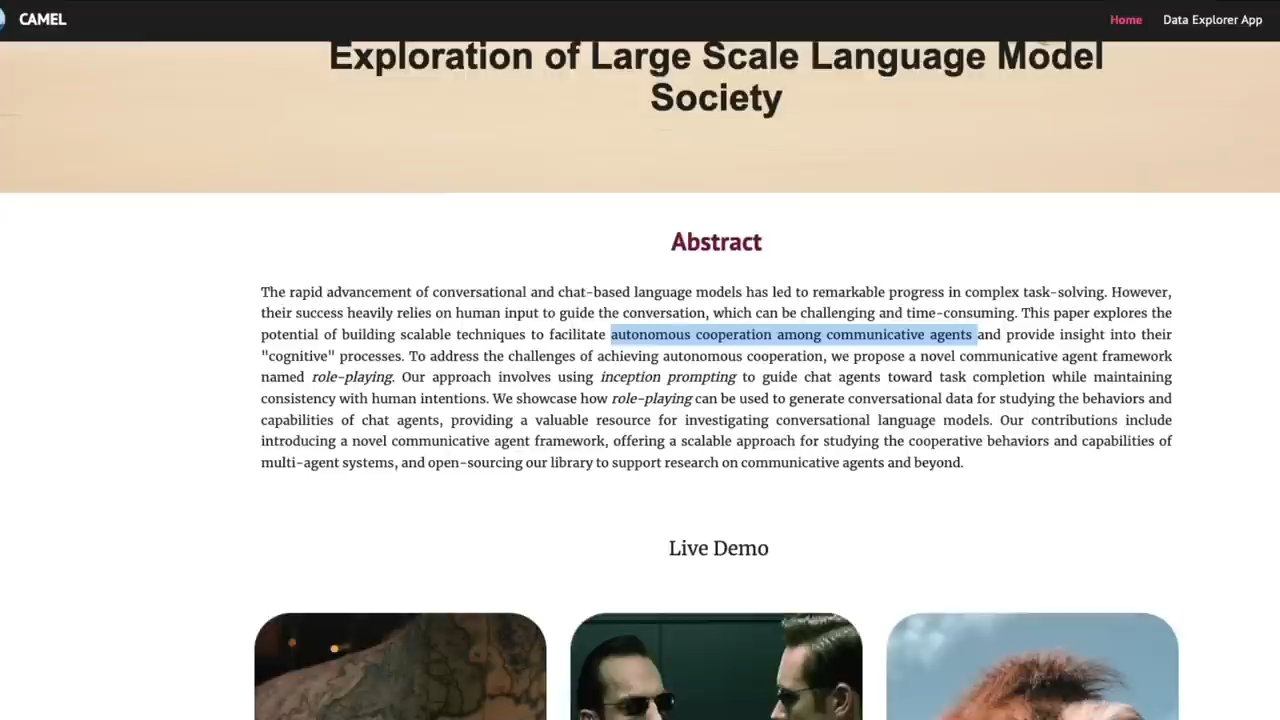 CAMEL
Home
Data Explorer App
Exploration of Large Scale Language Model
Society
Abstract
The rapid advancement of conversational and chat-based language models has led to remarkable progress in complex task-solving. However,
their success heavily relies on human input to guide the conversation, which can be challenging and time-consuming. This paper explores the
potential of building scalable techniques to facilitate autonomous cooperation among communicative agents and provide insight into their
"cognitive" processes. To address the challenges of achieving autonomous cooperation, we propose a novel communicative agent framework
named role-playing. Our approach involves using inception prompting to guide chat agents toward task completion while maintaining
consistency with human intentions. We showcase how role-playing can be used to generate conversational data for studying the behaviors and
capabilities of chat agents, providing a valuable resource for investigating conversational language models. Our contributions include
introducing a novel communicative agent framework, offering a scalable approach for studying the cooperative behaviors and capabilities of
multi-agent systems, and open-sourcing our library to support research on communicative agents and beyond.
Live Demo